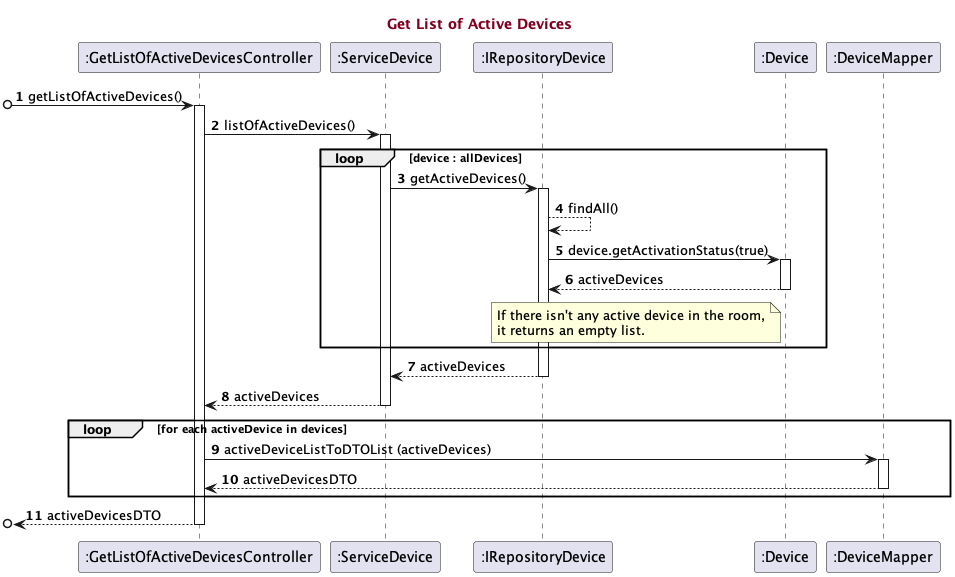 Get List of Active Devices
:GetListOfActiveDevicesController :ServiceDevice :IRepositoryDevice :Device :DeviceMapper
1 getListOfActiveDevices()
2 listOfActiveDevices()
loop [device : allDevices]
3 getActiveDevices()
4 findAll()
5 device.getActivationStatus(true)
6 activeDevices
If there isn't any active device in the room,
it returns an empty list.
7 activeDevices
8 activeDevices
loop [for each activeDevice in devices]
9 activeDeviceListToDTOList (activeDevices)
10 activeDevicesDTO
11 activeDevicesDTO
:GetListOfActiveDevicesController :ServiceDevice :IRepositoryDevice :Device :DeviceMapper